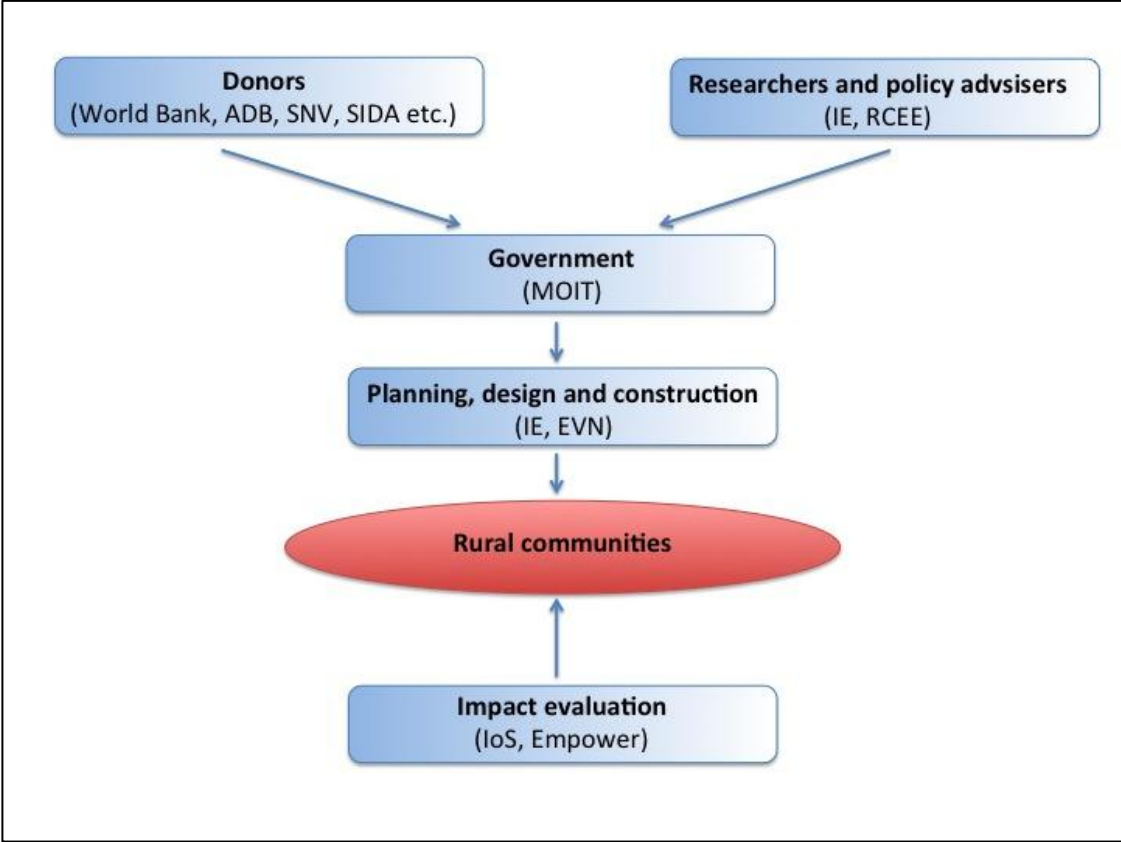 Donors
(World Bank, ADB, SNV, SIDA etc.)
Researchers and policy advsisers
(IE, RCEE)
Government
(MOIT)
Planning, design and construction
(IE, EVN)
Rural communities
Impact evaluation
(IoS, Empower)